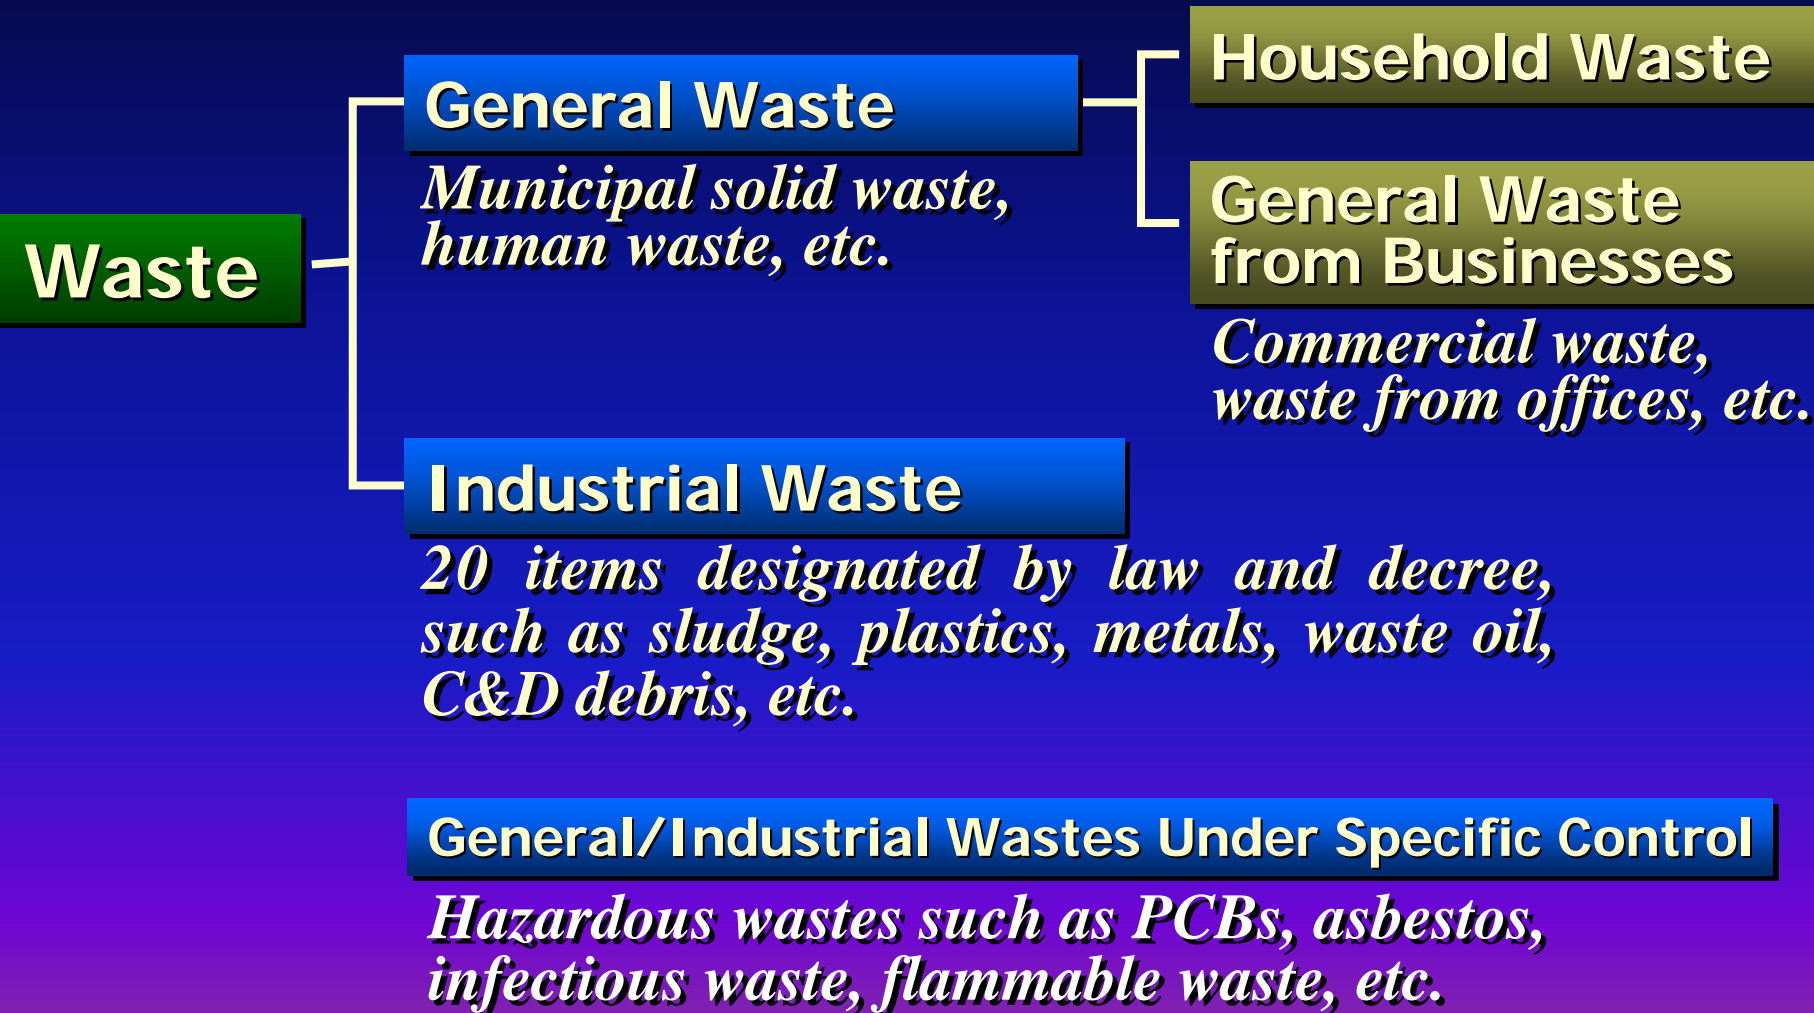 Waste
General Waste
Municipal solid waste,
human waste, etc.
Household Waste
General Waste
from Businesses
Commercial waste,
waste from offices, etc.
Industrial Waste
20 items designated by law and decree,
such as sludge, plastics, metals, waste oil,
C&D debris, etc.
General/Industrial Wastes Under Specific Control
Hazardous wastes such as PCBs, asbestos,
infectious waste, flammable waste, etc.